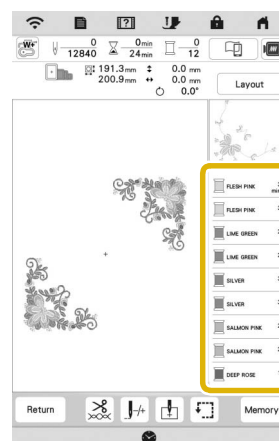 W+
0
12840
0min
24min
0
12
191.3mm
200.9mm
0.0 mm
0.0 mm
0.0°
Layout
FLESH PINK
FLESH PINK
LIME GREEN
LIME GREEN
SILVER
SILVER
SALMON PINK
SALMON PINK
DEEP ROSE
Return
-/+
Memory